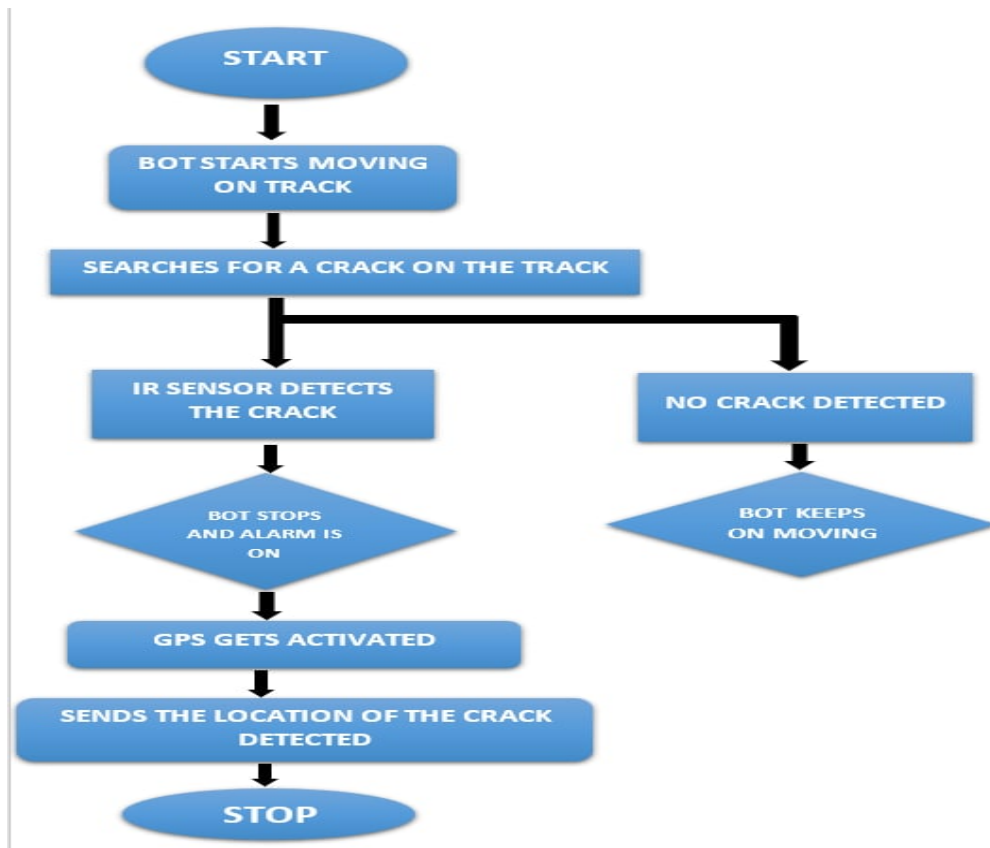 START
BOT STARTS MOVING
ON TRACK
SEARCHES FOR A CRACK ON THE TRACK
IR SENSOR DETECTS
THE CRACK
NO CRACK DETECTED
BOT STOPS
AND ALARM IS
ON
BOT KEEPS
ON MOVING
GPS GETS ACTIVATED
SENDS THE LOCATION OF THE CRACK
DETECTED
STOP